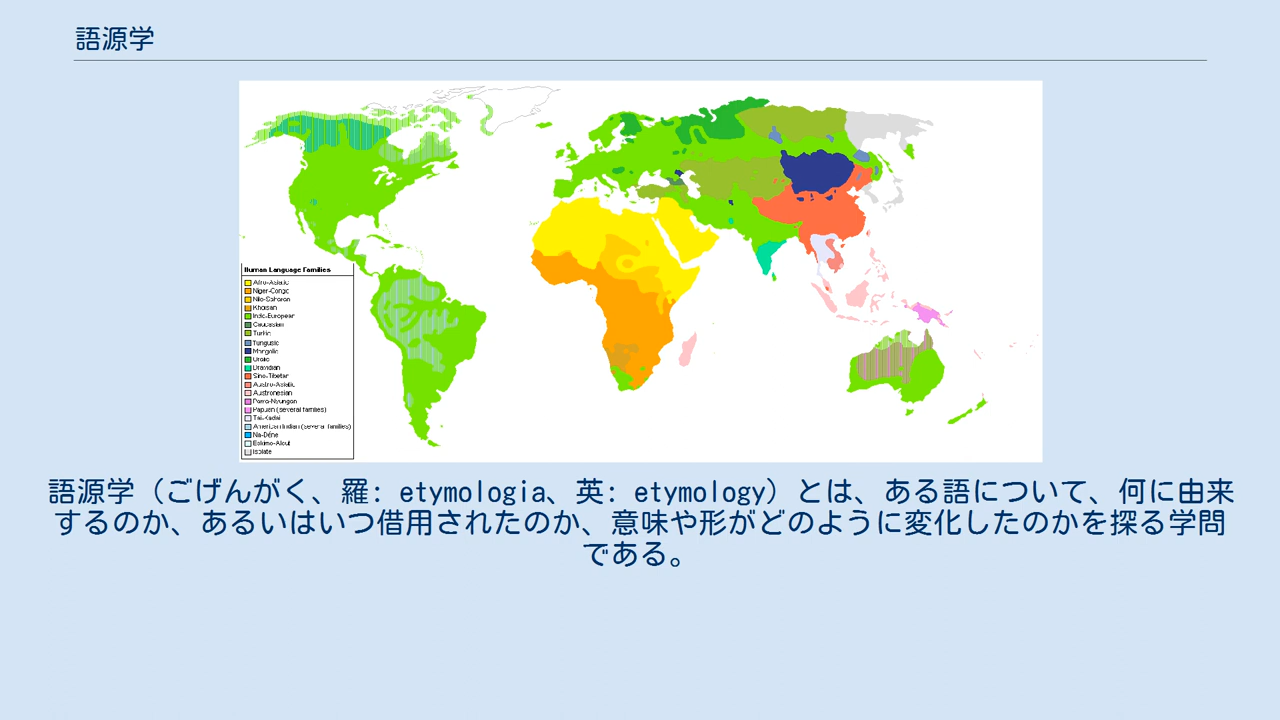 語源学
Human Language Families
Afro-Asiatic
Niger-Congo
Nilo-Saharan
Khoisan
Indo-European
Caucasian
Turkic
Tungusic
Mongolic
Uralic
Dravidian
Sino-Tibetan
Austro-Asiatic
Austronesian
Pama-Nyungan
Papuan (several families)
Tai-Kadai
American Indian (several families)
Na-Déne
Eskimo-Aleut
Isolate
語源学（ごげんがく、羅: etymologia、英: etymology）とは、ある語について、何に由来
するのか、あるいはいつ借用されたのか、意味や形がどのように変化したのかを探る学問
である。